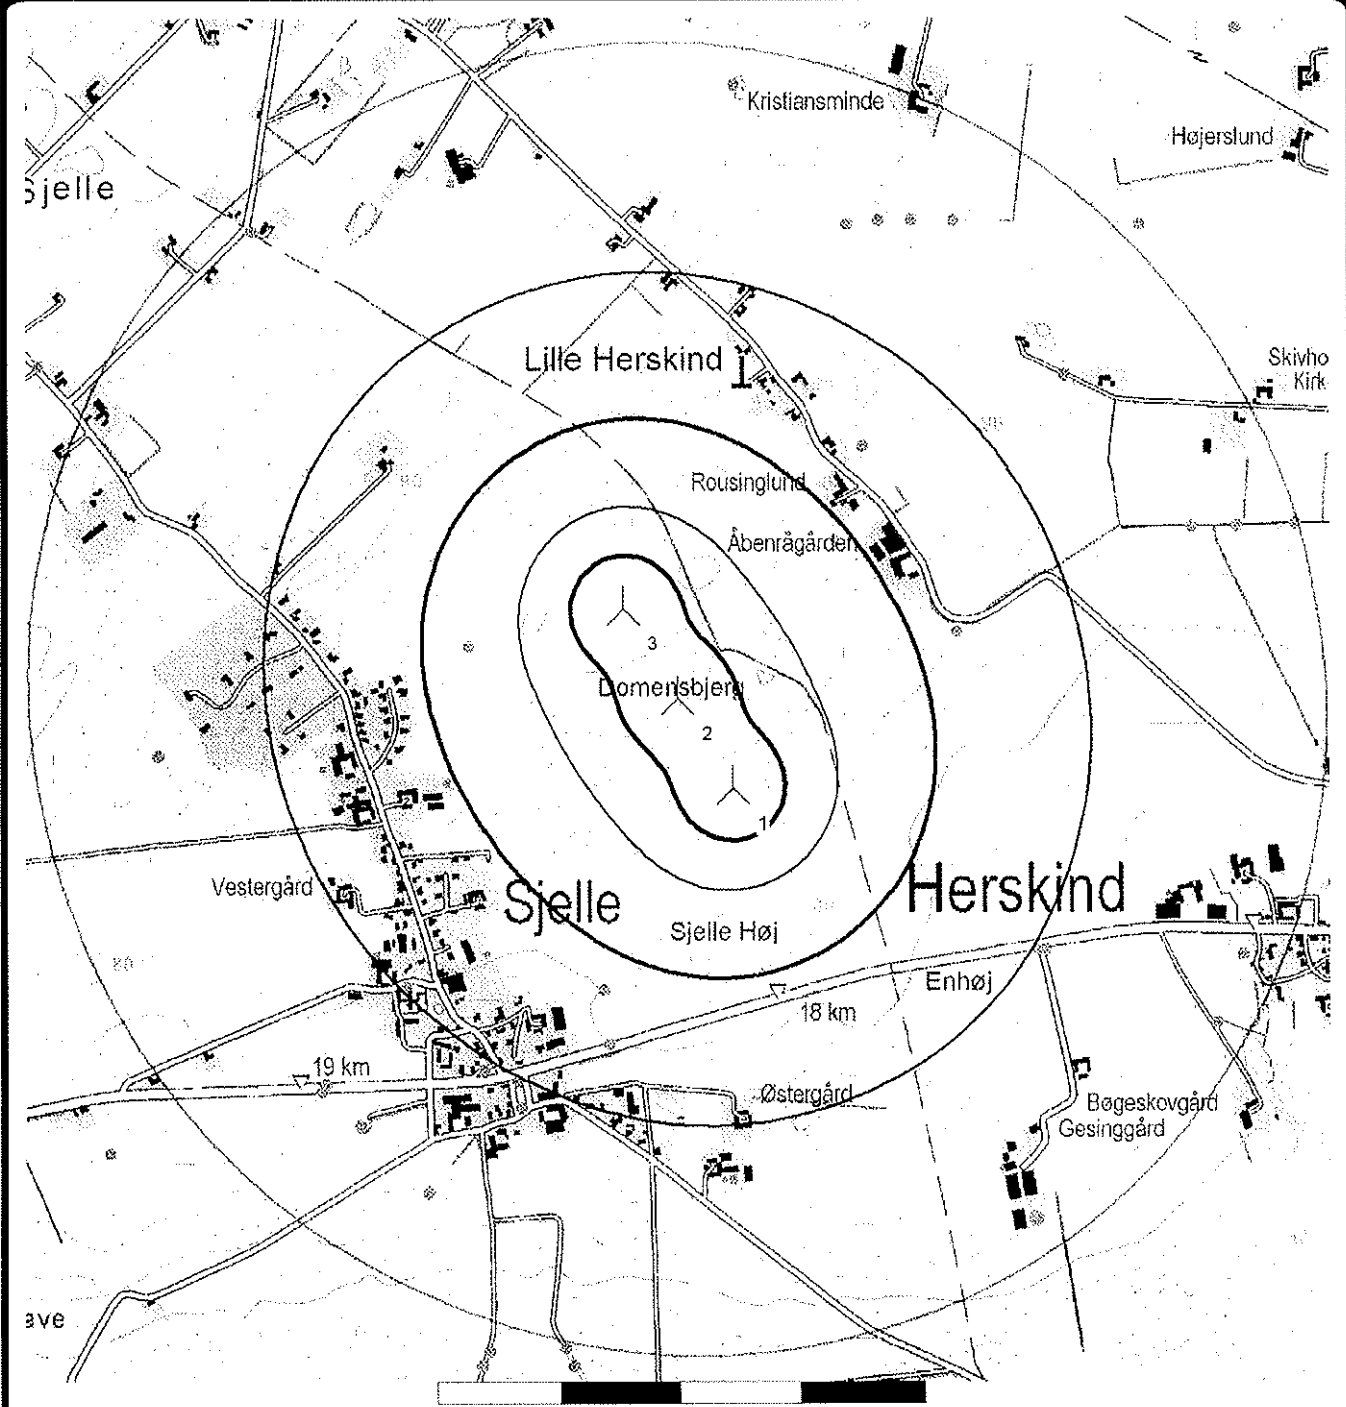 Kristiansminde
Højerslund
Sjelle
Lille Herskind
Skivho
Kirk
Rousinglund
Åbenrågården
3
Domensbjerg
2
1
Vestergård
Sjelle
Herskind
Sjelle Høj
Enhøj
18 km
19 km
Østergård
Bøgeskovgård
Gesinggård
ave